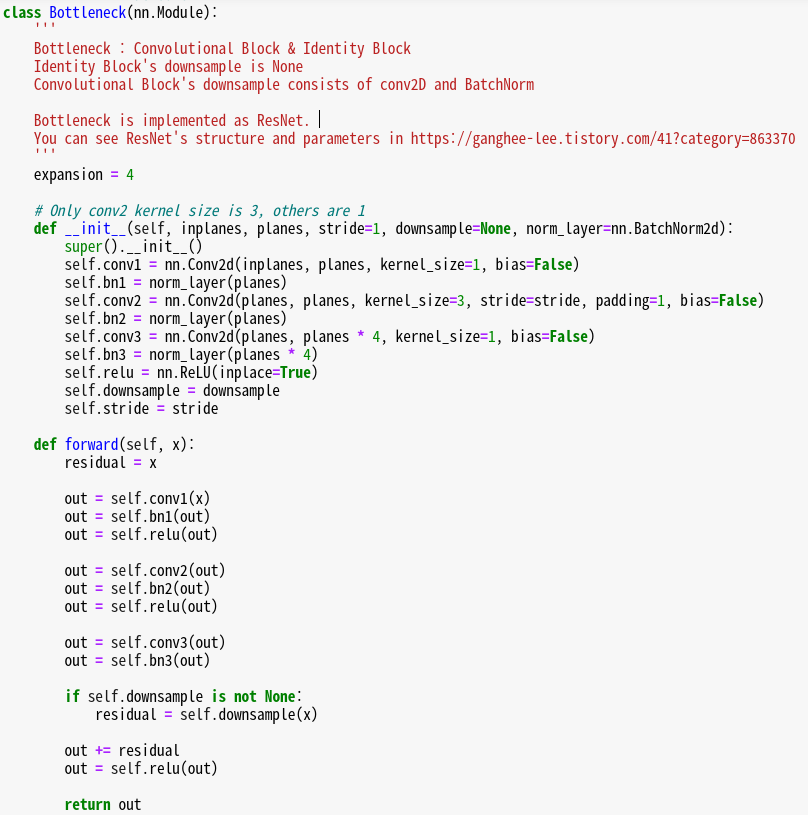 class Bottleneck(nn.Module):
    '''
    Bottleneck : Convolutional Block & Identity Block
    Identity Block's downsample is None
    Convolutional Block's downsample consists of conv2D and BatchNorm

    Bottleneck is implemented as ResNet.
    You can see ResNet's structure and parameters in https://ganghee-lee.tistory.com/41?category=863370
    '''
    expansion = 4

    # Only conv2 kernel size is 3, others are 1
    def __init__(self, inplanes, planes, stride=1, downsample=None, norm_layer=nn.BatchNorm2d):
        super().__init__()
        self.conv1 = nn.Conv2d(inplanes, planes, kernel_size=1, bias=False)
        self.bn1 = norm_layer(planes)
        self.conv2 = nn.Conv2d(planes, planes, kernel_size=3, stride=stride, padding=1, bias=False)
        self.bn2 = norm_layer(planes)
        self.conv3 = nn.Conv2d(planes, planes * 4, kernel_size=1, bias=False)
        self.bn3 = norm_layer(planes * 4)
        self.relu = nn.ReLU(inplace=True)
        self.downsample = downsample
        self.stride = stride

    def forward(self, x):
        residual = x

        out = self.conv1(x)
        out = self.bn1(out)
        out = self.relu(out)

        out = self.conv2(out)
        out = self.bn2(out)
        out = self.relu(out)

        out = self.conv3(out)
        out = self.bn3(out)

        if self.downsample is not None:
            residual = self.downsample(x)

        out += residual
        out = self.relu(out)

        return out